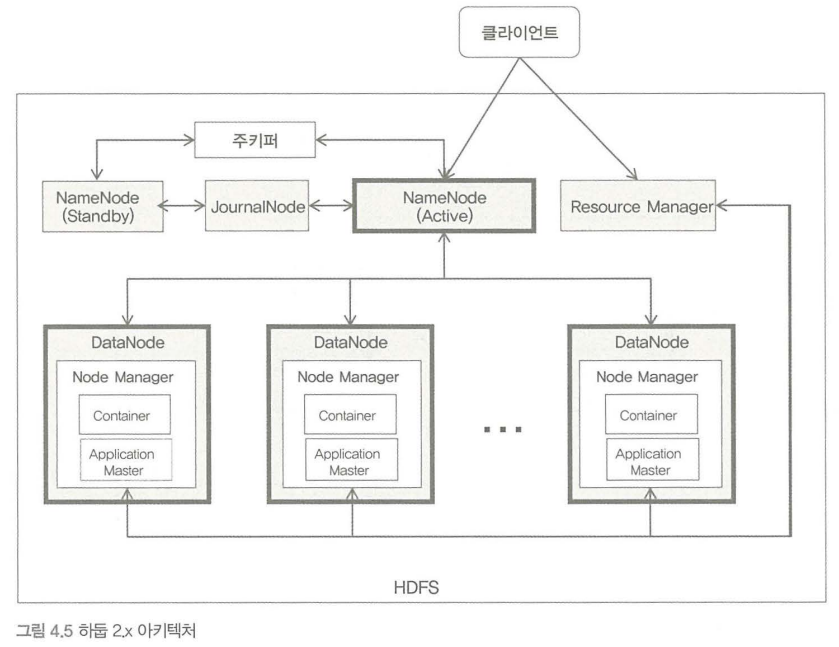 클라이언트
주키퍼
NameNode
(Standby)
JournalNode
NameNode
(Active)
Resource Manager
DataNode
Node Manager
Container
Application
Master
DataNode
Node Manager
Container
Application
Master
...
DataNode
Node Manager
Container
Application
Master
HDFS
그림 4.5 하둡 2.x 아키텍처